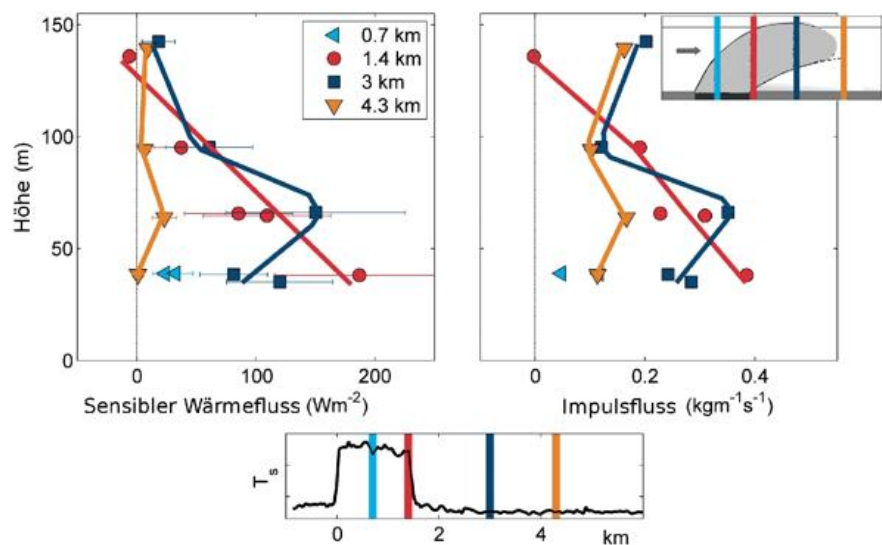 150
100
50
0
Höhe (m)
0.7 km
1.4 km
3 km
4.3 km
0
100
200
Sensibler Wärmefluss (Wm⁻²)
0
0.2
0.4
Impulsfluss (kgm⁻¹s⁻¹)
T_s
0
2
4
km